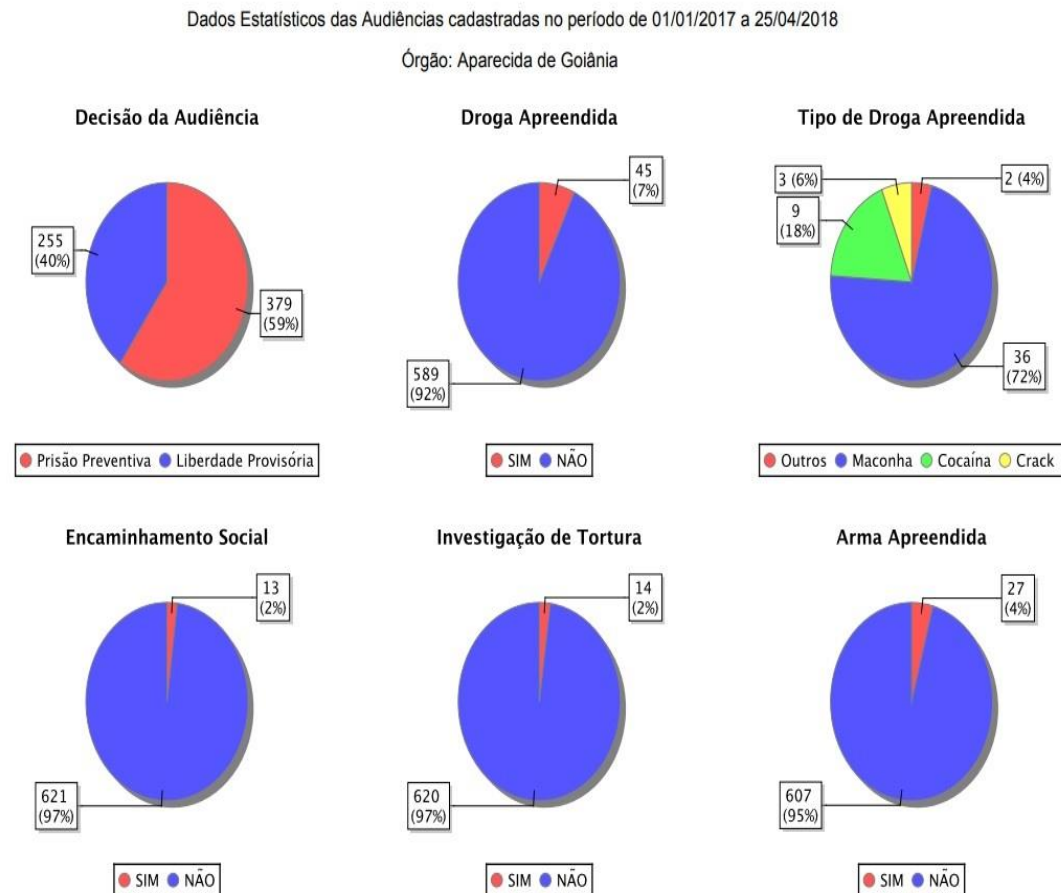 Dados Estatísticos das Audiências cadastradas no período de 01/01/2017 a 25/04/2018
Órgão: Aparecida de Goiânia
Decisão da Audiência
255
(40%)
379
(59%)
Prisão Preventiva Liberdade Provisória
Droga Apreendida
45
(7%)
589
(92%)
SIM NÃO
Tipo de Droga Apreendida
3 (6%)
2 (4%)
9
(18%)
36
(72%)
Outros Maconha Cocaína Crack
Encaminhamento Social
13
(2%)
621
(97%)
SIM NÃO
Investigação de Tortura
14
(2%)
620
(97%)
SIM NÃO
Arma Apreendida
27
(4%)
607
(95%)
SIM NÃO